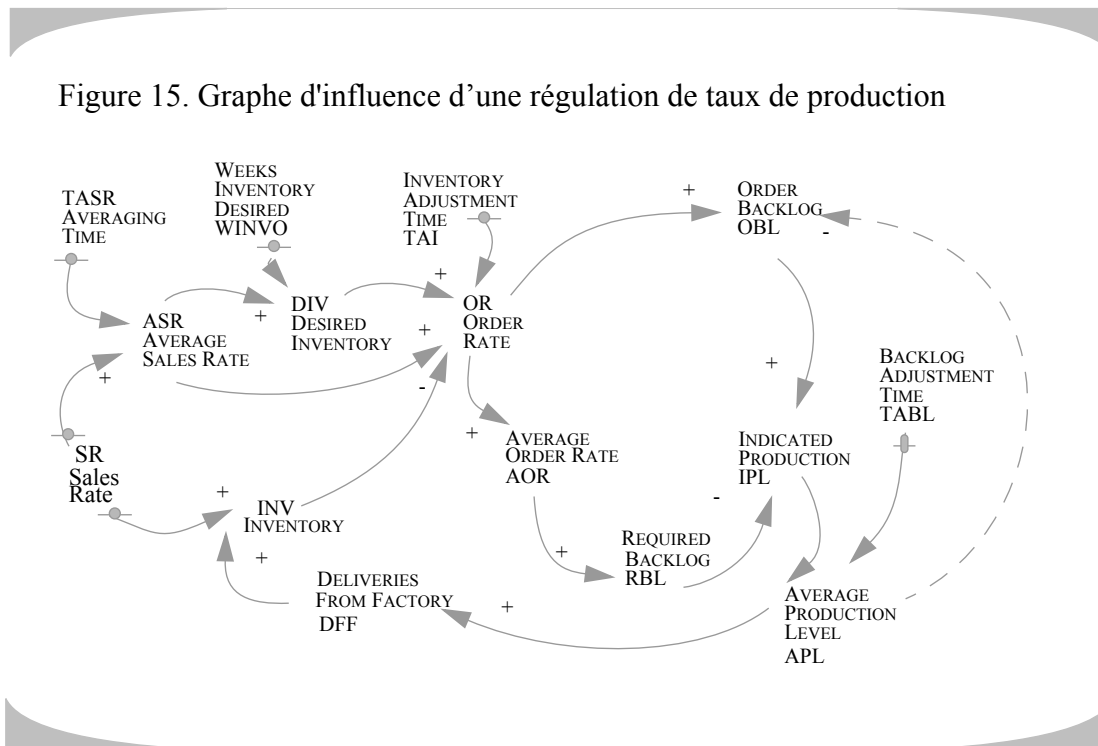 Figure 15. Graphe d'influence d’une régulation de taux de production
TASR
AVERAGING
TIME
WEEKS
INVENTORY
DESIRED
WINVO
INVENTORY
ADJUSTMENT
TIME
TAI
+
ORDER
BACKLOG
OBL
-
+
DIV
DESIRED
INVENTORY
+
OR
ORDER
RATE
+
ASR
AVERAGE
SALES RATE
+
-
+
BACKLOG
ADJUSTMENT
TIME
TABL
SR
Sales
Rate
+
AVERAGE
ORDER RATE
AOR
INDICATED
PRODUCTION
IPL
-
+
INV
INVENTORY
+
+
REQUIRED
BACKLOG
RBL
DELIVERIES
FROM FACTORY
DFF
+
AVERAGE
PRODUCTION
LEVEL
APL